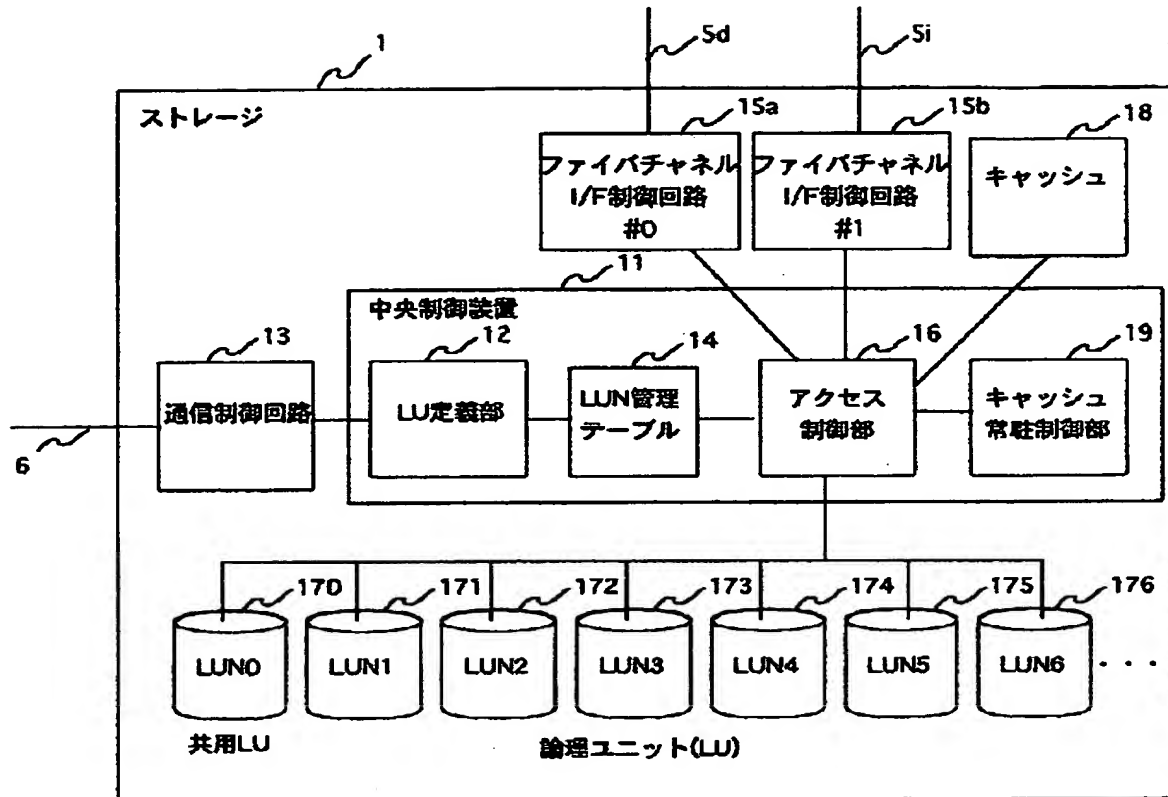 1
5d
5i
ストレージ
15a
15b
18
ファイバチャネル
I/F制御回路
#0
ファイバチャネル
I/F制御回路
#1
キャッシュ
11
中央制御装置
13
12
14
16
19
通信制御回路
LU定義部
LUN管理
テーブル
アクセス
制御部
キャッシュ
常駐制御部
6
170
171
172
173
174
175
176
LUN0
LUN1
LUN2
LUN3
LUN4
LUN5
LUN6
・・・
共用LU
論理ユニット(LU)